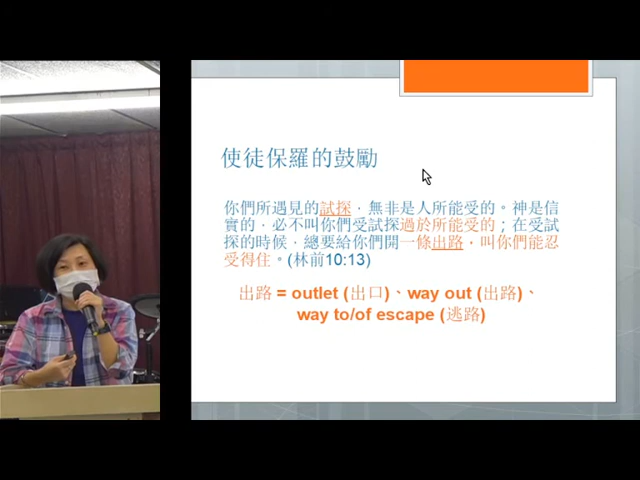 使徒保羅的鼓勵
你們所遇見的試探，無非是人所能受的。神是信
實的，必不叫你們受試探過於所能受的；在受試
探的時候，總要給你們開一條出路，叫你們能忍
受得住。(林前10:13)
出路 = outlet (出口)、way out (出路)、
way to/of escape (逃路)